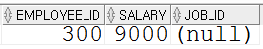 EMPLOYEE_ID SALARY JOB_ID
300 9000 (null)